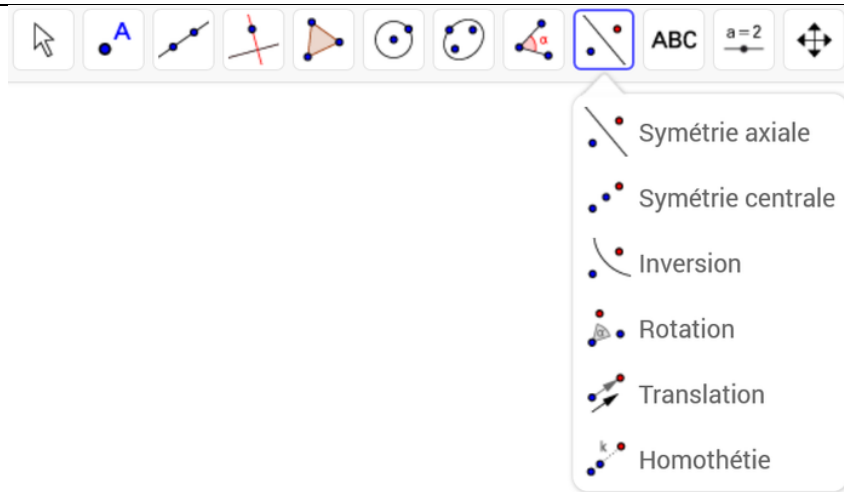 A α ABC a=2
Symétrie axiale
Symétrie centrale
Inversion
α Rotation
Translation
k Homothétie